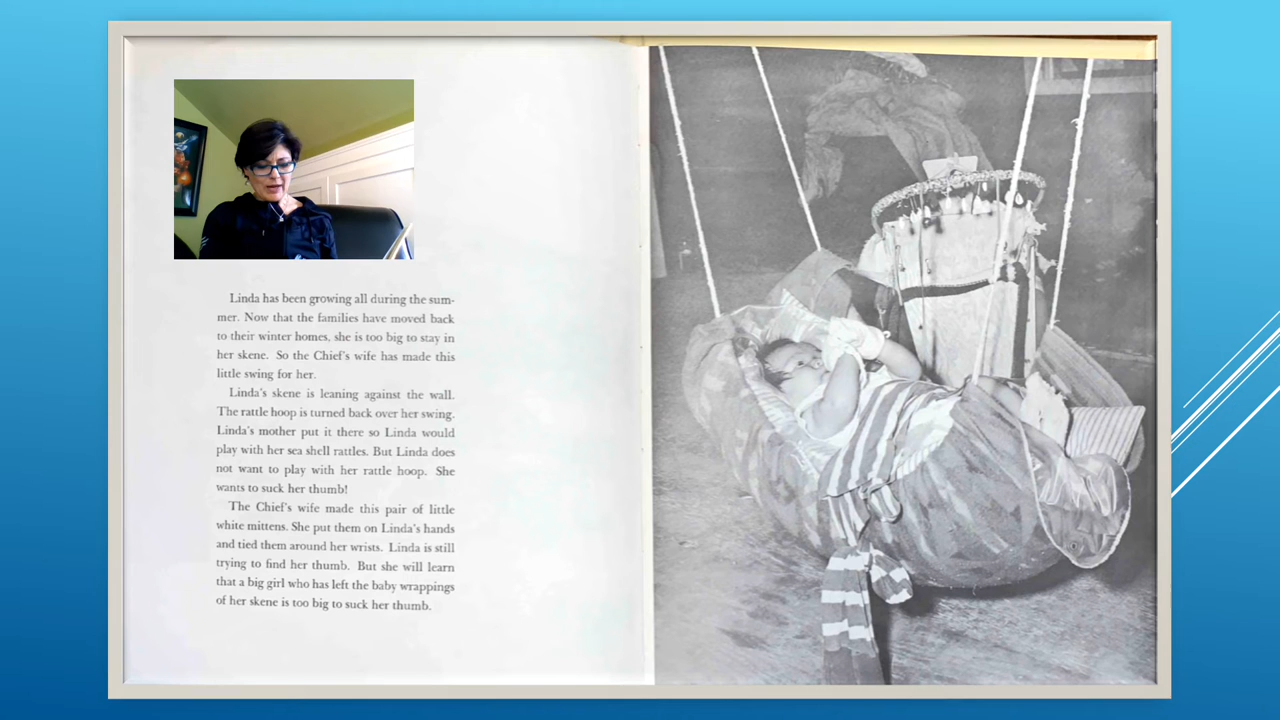 Linda has been growing all during the sum-
mer. Now that the families have moved back
to their winter homes, she is too big to stay in
her skene. So the Chief's wife has made this
little swing for her.
Linda's skene is leaning against the wall.
The rattle hoop is turned back over her swing.
Linda's mother put it there so Linda would
play with her sea shell rattles. But Linda does
not want to play with her rattle hoop. She
wants to suck her thumb!
The Chief's wife made this pair of little
white mittens. She put them on Linda's hands
and tied them around her wrists. Linda is still
trying to find her thumb. But she will learn
that a big girl who has left the baby wrappings
of her skene is too big to suck her thumb.